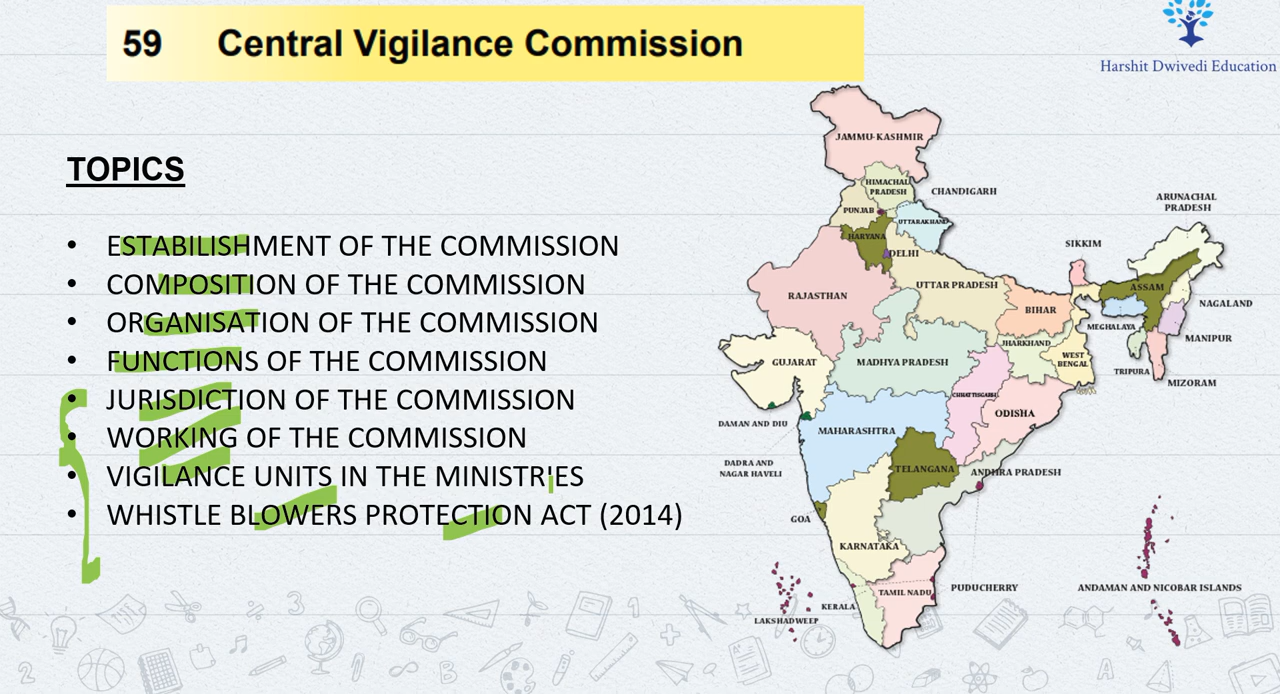 59 Central Vigilance Commission
Harshit Dwivedi Education
TOPICS
• ESTABILISHMENT OF THE COMMISSION
• COMPOSITION OF THE COMMISSION
• ORGANISATION OF THE COMMISSION
• FUNCTIONS OF THE COMMISSION
• JURISDICTION OF THE COMMISSION
• WORKING OF THE COMMISSION
• VIGILANCE UNITS IN THE MINISTRIES
• WHISTLE BLOWERS PROTECTION ACT (2014)
JAMMU-KASHMIR
HIMACHAL
PRADESH
CHANDIGARH
PUNJAB
UTTARAKHAND
HARYANA
DELHI
ARUNACHAL
PRADESH
SIKKIM
RAJASTHAN
UTTAR PRADESH
BIHAR
ASSAM
NAGALAND
MEGHALAYA
MANIPUR
GUJARAT
MADHYA PRADESH
JHARKHAND
WEST
BENGAL
TRIPURA
MIZORAM
CHHATTISGARH
ODISHA
DAMAN AND DIU
MAHARASHTRA
DADRA AND
NAGAR HAVELI
TELANGANA
ANDHRA PRADESH
GOA
KARNATAKA
TAMIL NADU
PUDUCHERRY
ANDAMAN AND NICOBAR ISLANDS
KERALA
LAKSHADWEEP